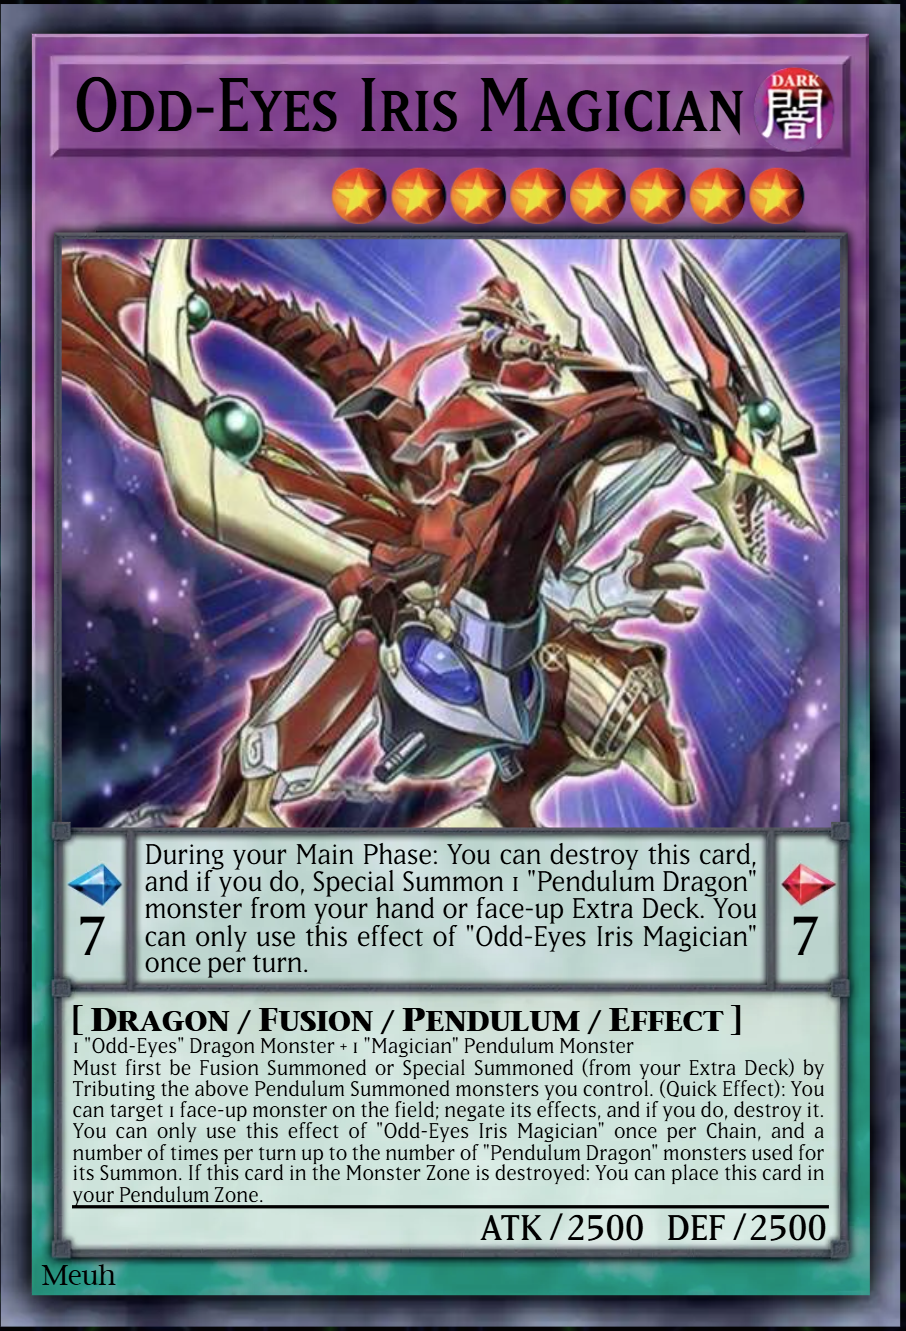 Odd-Eyes Iris Magician
DARK
闇
During your Main Phase: You can destroy this card,
and if you do, Special Summon 1 "Pendulum Dragon"
monster from your hand or face-up Extra Deck. You
can only use this effect of "Odd-Eyes Iris Magician"
once per turn.
7
7
[ Dragon / Fusion / Pendulum / Effect ]
1 "Odd-Eyes" Dragon Monster + 1 "Magician" Pendulum Monster
Must first be Fusion Summoned or Special Summoned (from your Extra Deck) by
Tributing the above Pendulum Summoned monsters you control. (Quick Effect): You
can target 1 face-up monster on the field; negate its effects, and if you do, destroy it.
You can only use this effect of "Odd-Eyes Iris Magician" once per Chain, and a
number of times per turn up to the number of "Pendulum Dragon" monsters used for
its Summon. If this card in the Monster Zone is destroyed: You can place this card in
your Pendulum Zone.
ATK / 2500 DEF / 2500
Meuh